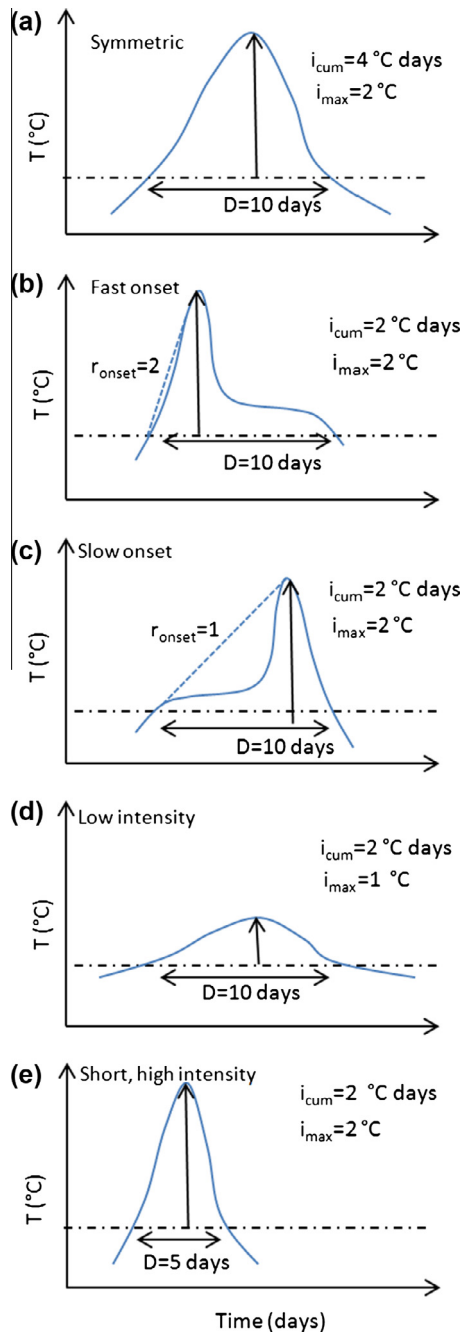 (a)
Symmetric
i_cum=4 °C days
i_max=2 °C
T (°C)
D=10 days
(b)
Fast onset
i_cum=2 °C days
i_max=2 °C
r_onset=2
T (°C)
D=10 days
(c)
Slow onset
i_cum=2 °C days
i_max=2 °C
r_onset=1
T (°C)
D=10 days
(d)
Low intensity
i_cum=2 °C days
i_max=1 °C
T (°C)
D=10 days
(e)
Short, high intensity
i_cum=2 °C days
i_max=2 °C
T (°C)
D=5 days
Time (days)